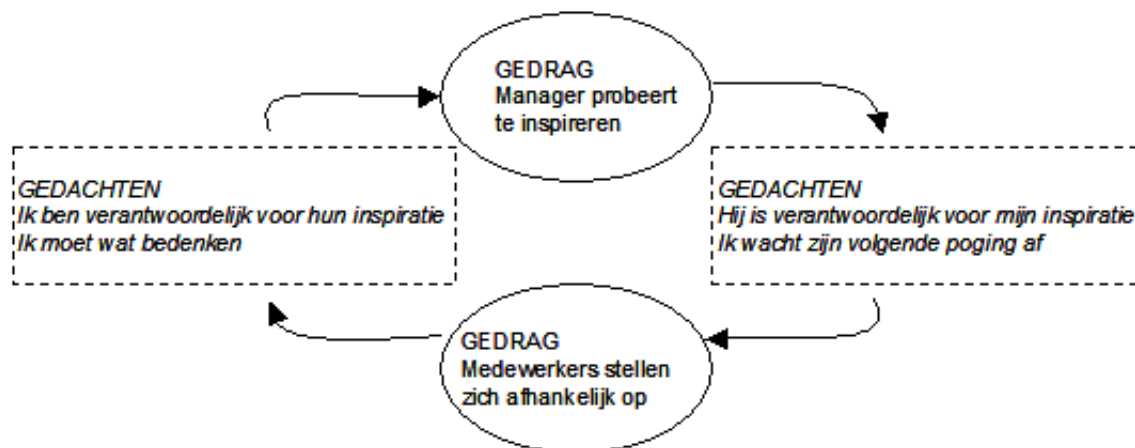 GEDRAG
Manager probeert
te inspireren
GEDACHTEN
Ik ben verantwoordelijk voor hun inspiratie
Ik moet wat bedenken
GEDACHTEN
Hij is verantwoordelijk voor mijn inspiratie
Ik wacht zijn volgende poging af
GEDRAG
Medewerkers stellen
zich afhankelijk op